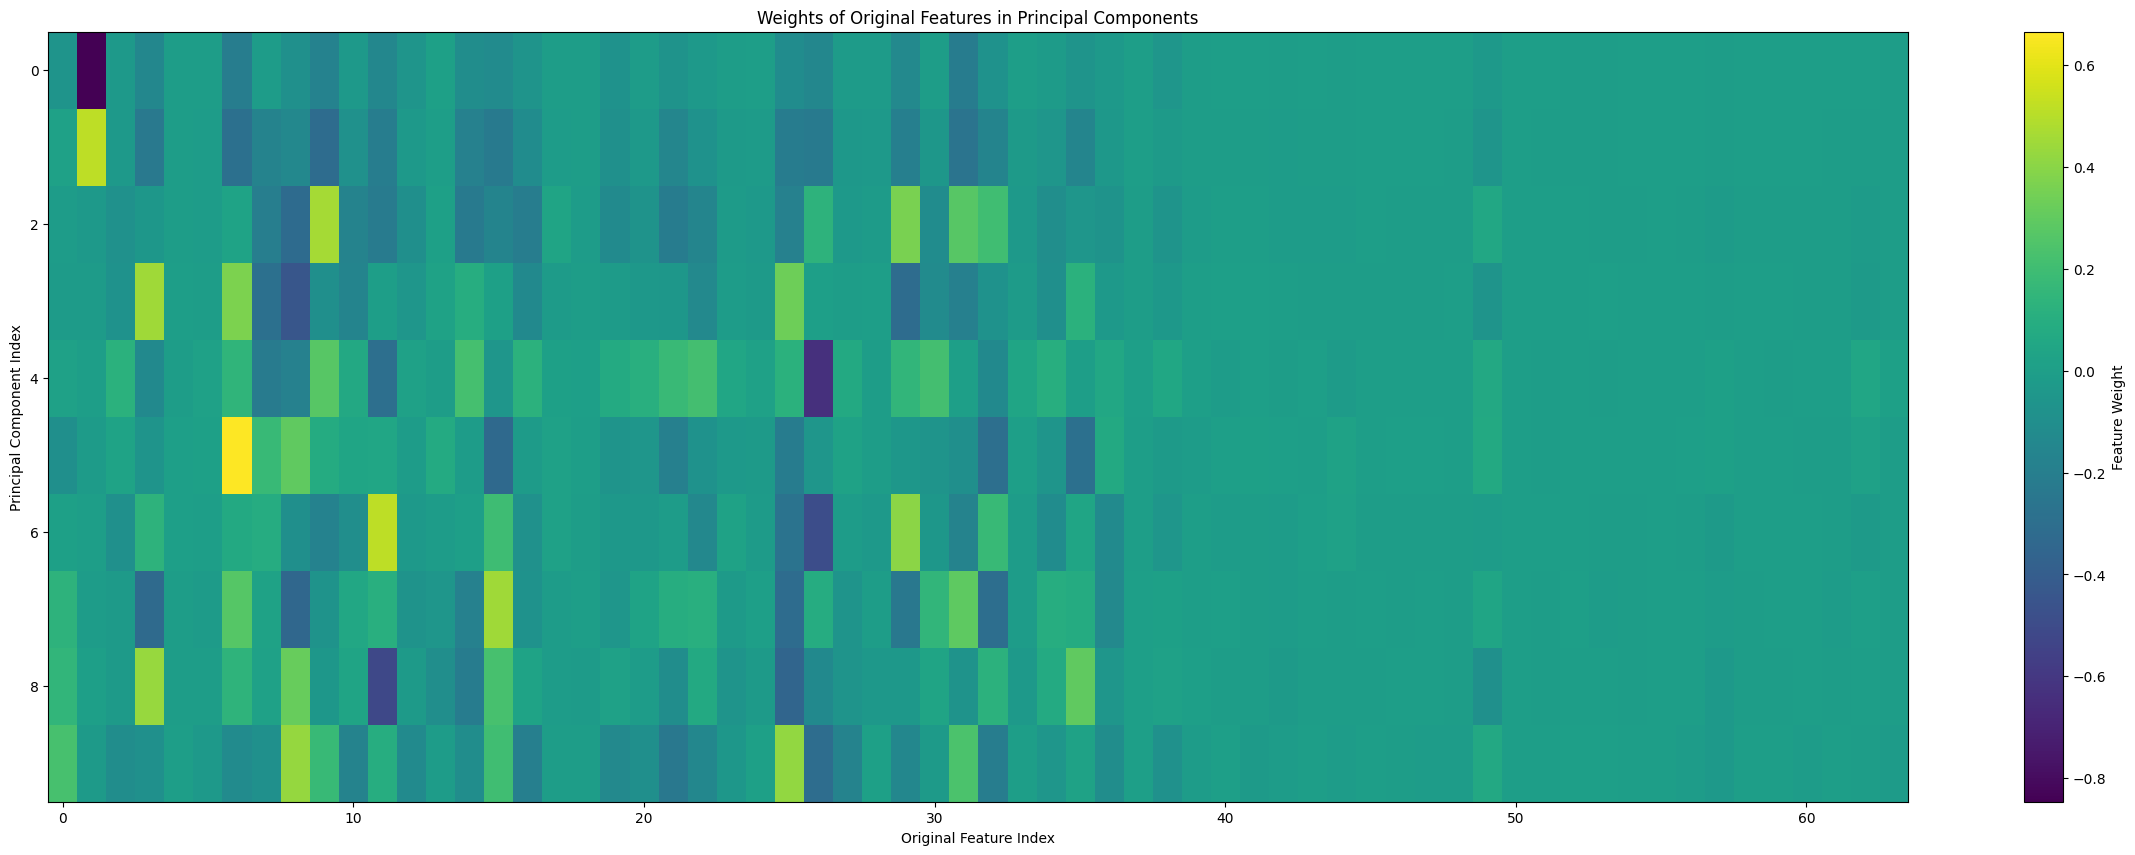 Weights of Original Features in Principal Components
Principal Component Index
0
2
4
6
8
0 10 20 30 40 50 60
Original Feature Index
0.6
0.4
0.2
0.0
−0.2
−0.4
−0.6
−0.8
Feature Weight